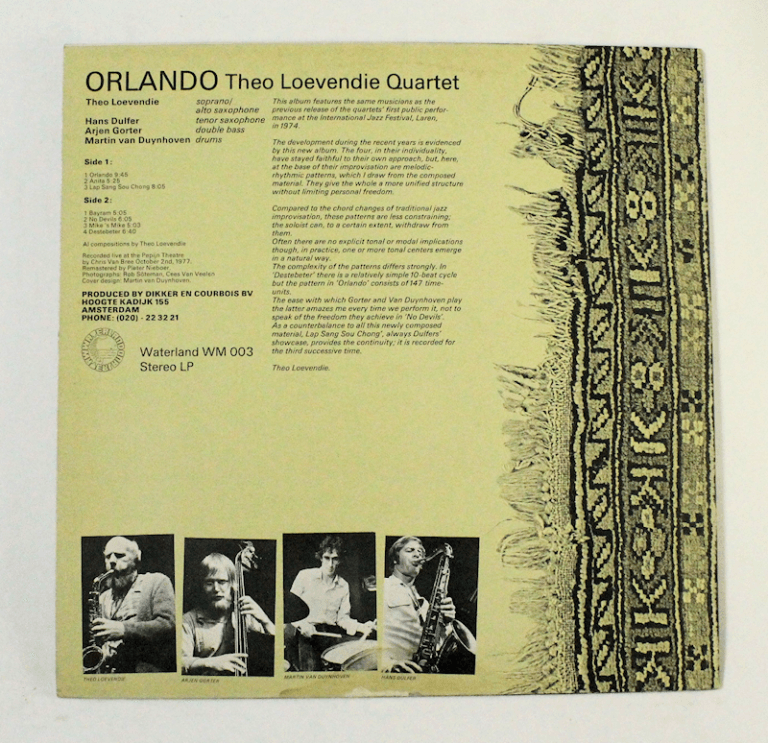 ORLANDO Theo Loevendie Quartet
Theo Loevendie soprano/
alto saxophone
Hans Dulfer tenor saxophone
Arjen Gorter double bass
Martin van Duynhoven drums
Side 1:
1 Orlando 9:45
2 Anita 5:25
3 Lap Sang Sou Chong 8:05
Side 2:
1 Bayram 5:05
2 No Devils 6:05
3 Mike 's Mike 5:03
4 Destebeter 6:40
Al compositions by Theo Loevendie
Recorded live at the Pepijn Theatre
by Chris Van Bree October 2nd, 1977.
Remastered by Pieter Nieboer.
Photographs: Rob Sötemann, Cees Van Veelen
Cover design: Martin van Duynhoven.
PRODUCED BY DIKKER EN COURBOIS BV
HOOGTE KADIJK 155
AMSTERDAM
PHONE: (020) - 22 32 21
Waterland WM 003
Stereo LP
This album features the same musicians as the
previous release of the quartets' first public perfor-
mance at the International Jazz Festival, Laren,
in 1974.
The development during the recent years is evidenced
by this new album. The four, in their individuality,
have stayed faithful to their own approach, but, here,
at the base of their improvisation are melodic-
rhythmic patterns, which I draw from the composed
material. They give the whole a more unified structure
without limiting personal freedom.
Compared to the chord changes of traditional jazz
improvisation, these patterns are less constraining;
the soloist can, to a certain extent, withdraw from
them.
Often there are no explicit tonal or modal implications
though, in practice, one or more tonal centers emerge
in a natural way.
The complexity of the patterns differs strongly. In
'Destebeter' there is a relatively simple 10-beat cycle
but the pattern in 'Orlando' consists of 147 time-
units.
The ease with which Gorter and Van Duynhoven play
the latter amazes me every time we perform it, not to
speak of the freedom they achieve in 'No Devils'.
As a counterbalance to all this newly composed
material, Lap Sang Sou Chong', always Dulfers'
showcase, provides the continuity; it is recorded for
the third successive time.
Theo Loevendie.
THEO LOEVENDIE
ARJEN GORTER
MARTIN VAN DUYNHOVEN
HANS DULFER